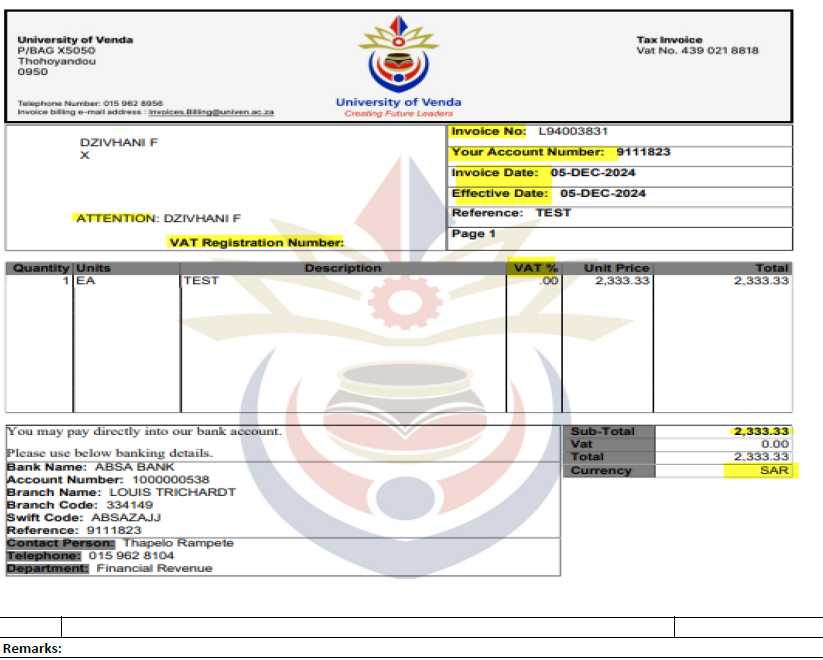 University of Venda
P/BAG X5050
Thohoyandou
0950
Telephone Number: 015 962 8956
Invoice billing e-mail address : Invoices.Billing@univen.ac.za
University of Venda
Creating Future Leaders
Tax Invoice
Vat No. 439 021 8818
DZIVHANI F
X
ATTENTION: DZIVHANI F
VAT Registration Number:
Invoice No: L94003831
Your Account Number: 9111823
Invoice Date: 05-DEC-2024
Effective Date: 05-DEC-2024
Reference: TEST
Page 1
Quantity Units Description VAT % Unit Price Total
1 EA TEST .00 2,333.33 2,333.33
You may pay directly into our bank account.
Please use below banking details.
Bank Name: ABSA BANK
Account Number: 1000000538
Branch Name: LOUIS TRICHARDT
Branch Code: 334149
Swift Code: ABSAZAJJ
Reference: 9111823
Contact Person: Thapelo Rampete
Telephone: 015 962 8104
Department: Financial Revenue
Sub-Total 2,333.33
Vat 0.00
Total 2,333.33
Currency SAR
Remarks: